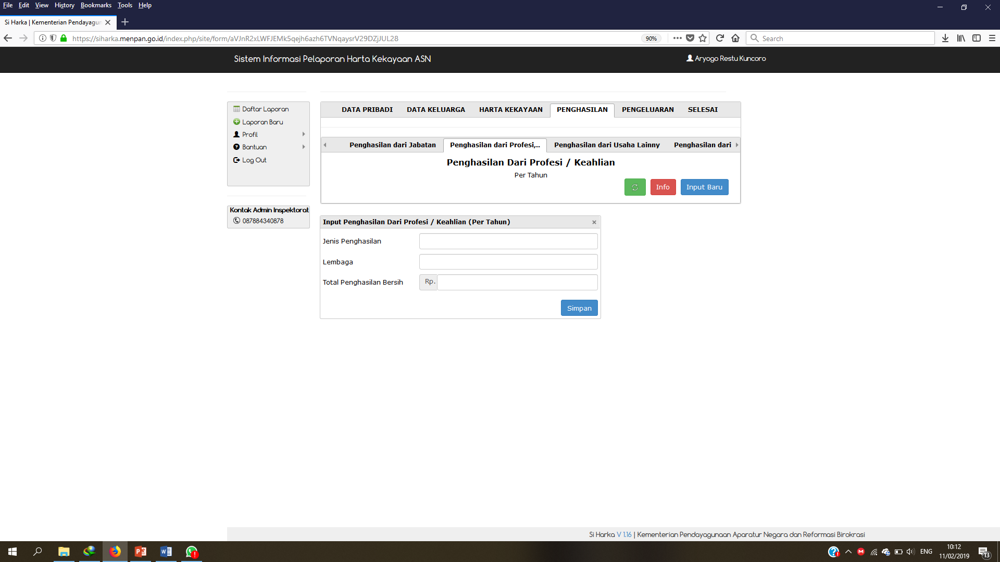 File Edit View History Bookmarks Tools Help
Si Harka | Kementerian Pendayagun
https://siharka.menpan.go.id/index.php/site/form/aVJnR2xLWFJEMk5qejh6azh6TVNqaysrV29DZjJUL28
90%
Search
Sistem Informasi Pelaporan Harta Kekayaan ASN
Aryogo Restu Kuncoro
Daftar Laporan
Laporan Baru
Profil
Bantuan
Log Out
Kontak Admin Inspektorat
087884340878
DATA PRIBADI DATA KELUARGA HARTA KEKAYAAN PENGHASILAN PENGELUARAN SELESAI
Penghasilan dari Jabatan Penghasilan dari Profesi,.. Penghasilan dari Usaha Lainny Penghasilan dari
Penghasilan Dari Profesi / Keahlian
Per Tahun
Info Input Baru
Input Penghasilan Dari Profesi / Keahlian (Per Tahun)
Jenis Penghasilan
Lembaga
Total Penghasilan Bersih Rp.
Simpan
Si Harka V 1.16 | Kementerian Pendayagunaan Aparatur Negara dan Reformasi Birokrasi
ENG
10:12
11/02/2019
13